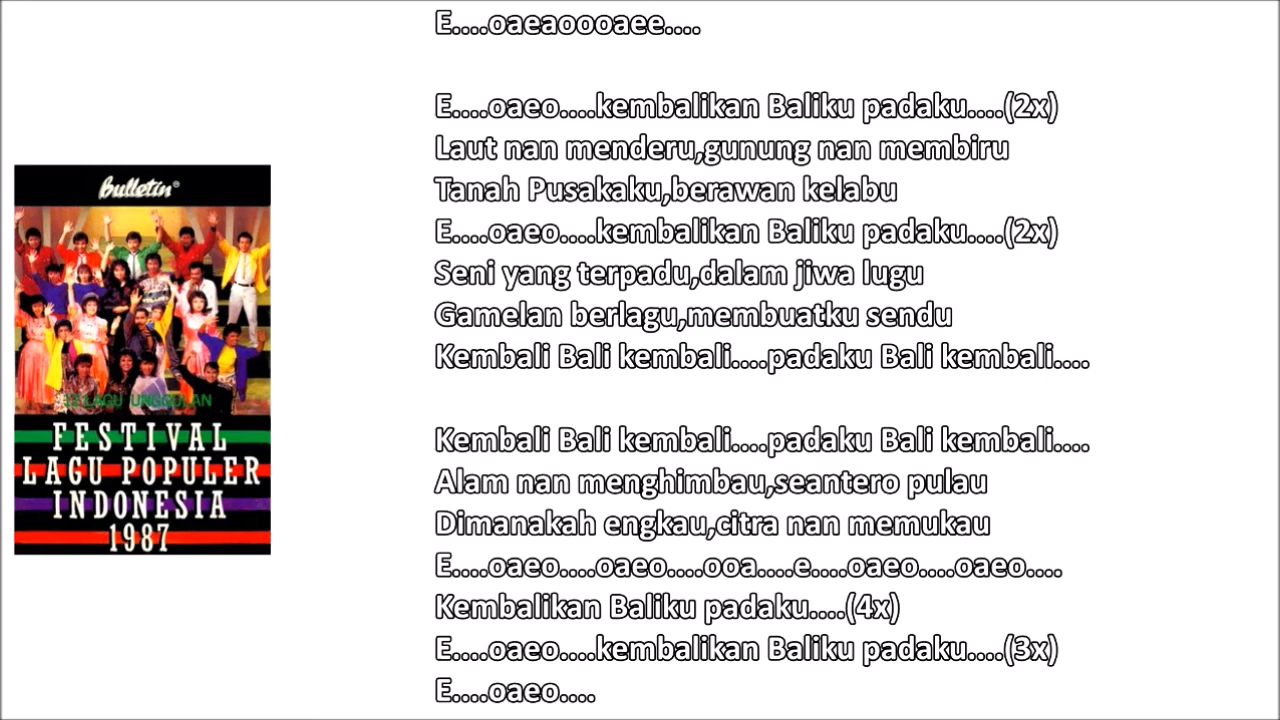 Bulletin®
12 LAGU UNGGULAN
FESTIVAL
LAGU POPULER
INDONESIA
1987
E....oaeaoooaee....
E....oaeo....kembalikan Baliku padaku....(2x)
Laut nan menderu,gunung nan membiru
Tanah Pusakaku,berawan kelabu
E....oaeo....kembalikan Baliku padaku....(2x)
Seni yang terpadu,dalam jiwa lugu
Gamelan berlagu,membuatku sendu
Kembali Bali kembali....padaku Bali kembali....
Kembali Bali kembali....padaku Bali kembali....
Alam nan menghimbau,seantero pulau
Dimanakah engkau,citra nan memukau
E....oaeo....oaeo....ooa....e....oaeo....oaeo....
Kembalikan Baliku padaku....(4x)
E....oaeo....kembalikan Baliku padaku....(3x)
E....oaeo....